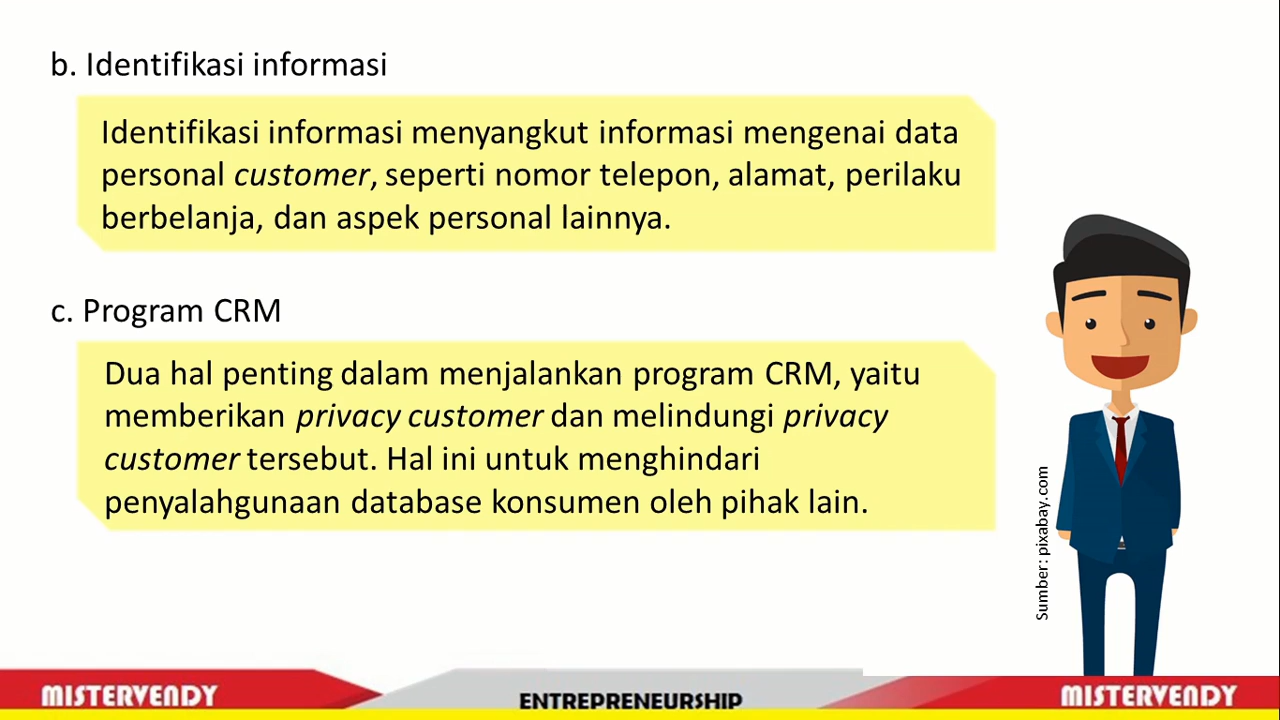 b. Identifikasi informasi
Identifikasi informasi menyangkut informasi mengenai data
personal customer, seperti nomor telepon, alamat, perilaku
berbelanja, dan aspek personal lainnya.
c. Program CRM
Dua hal penting dalam menjalankan program CRM, yaitu
memberikan privacy customer dan melindungi privacy
customer tersebut. Hal ini untuk menghindari
penyalahgunaan database konsumen oleh pihak lain.
Sumber: pixabay.com
MISTERVENDY
ENTREPRENEURSHIP
MISTERVENDY